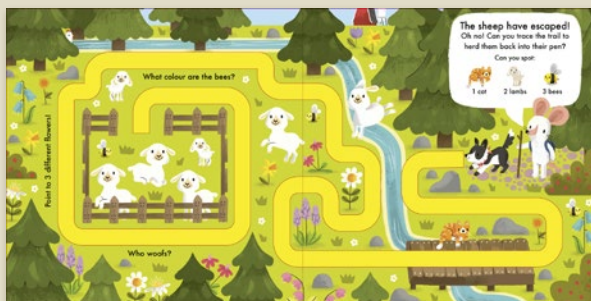 The sheep have escaped!
Oh no! Can you trace the trail to
herd them back into their pen?
Can you spot:
1 cat 2 lambs 3 bees
What colour are the bees?
Point to 3 different flowers!
Who woofs?